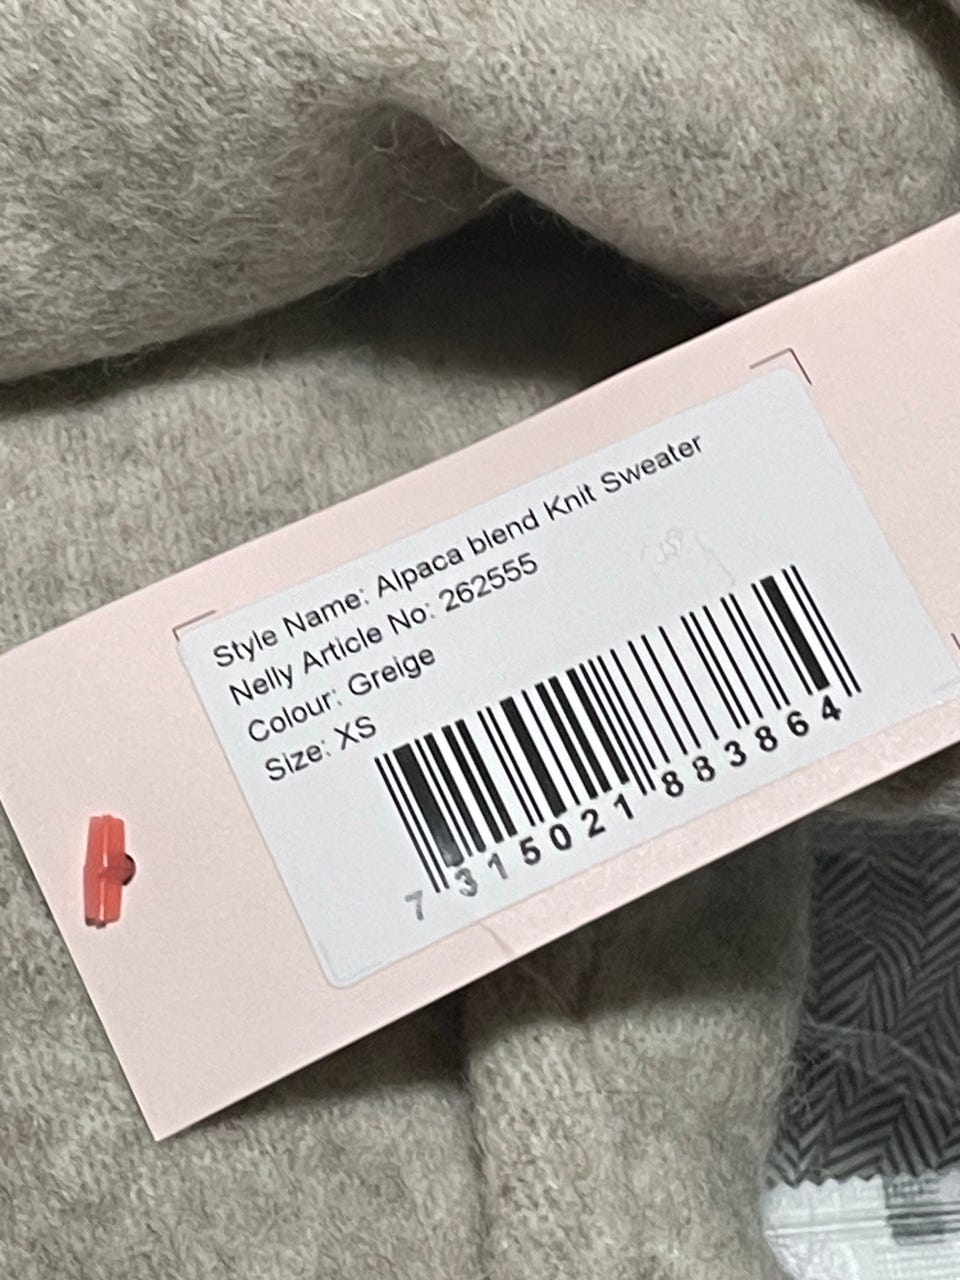 Style Name: Alpaca blend Knit Sweater
Nelly Article No: 262555
Colour: Greige
Size: XS
7 315021 883864